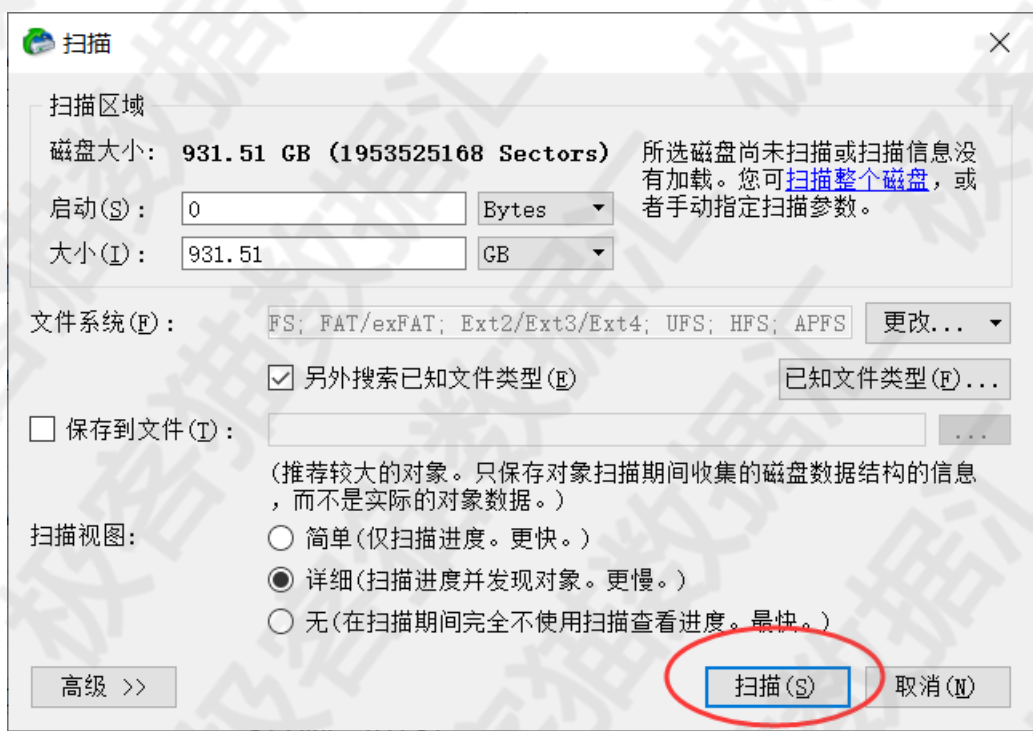 扫描
扫描区域
磁盘大小: 931.51 GB (1953525168 Sectors)
所选磁盘尚未扫描或扫描信息没
有加载。您可扫描整个磁盘，或
者手动指定扫描参数。
启动(S): 0 Bytes
大小(I): 931.51 GB
文件系统(F): FS; FAT/exFAT; Ext2/Ext3/Ext4; UFS; HFS; APFS 更改...
另外搜索已知文件类型(E) 已知文件类型(F)...
保存到文件(T): ...
(推荐较大的对象。只保存对象扫描期间收集的磁盘数据结构的信息
，而不是实际的对象数据。)
扫描视图:
简单(仅扫描进度。更快。)
详细(扫描进度并发现对象。更慢。)
无(在扫描期间完全不使用扫描查看进度。最快。)
高级 >> 扫描(S) 取消(N)
极客猫数据汇